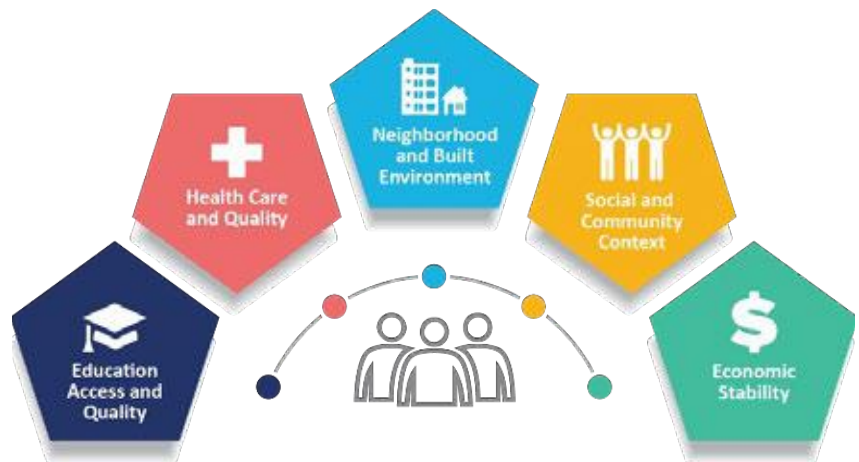 Education
Access and
Quality
Health Care
and Quality
Neighborhood
and Built
Environment
Social and
Community
Context
$
Economic
Stability